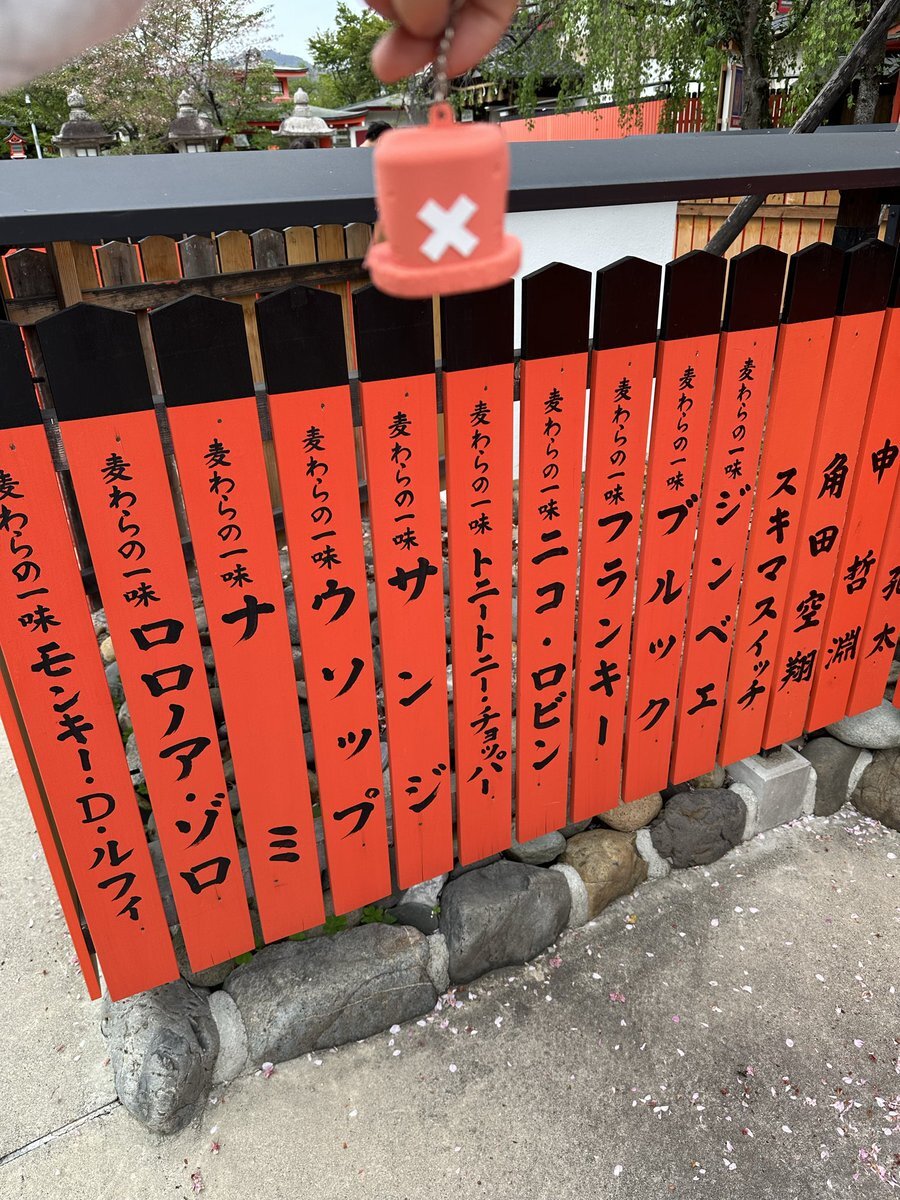 麦わらの一味 モンキー・D・ルフィ
麦わらの一味 ロロノア・ゾロ
麦わらの一味 ナミ
麦わらの一味 ウソップ
麦わらの一味 サンジ
麦わらの一味 トニートニー・チョッパー
麦わらの一味 ニコ・ロビン
麦わらの一味 フランキー
麦わらの一味 ブルック
麦わらの一味 ジンベエ
スキマスイッチ
角田空翔
申哲淵
太